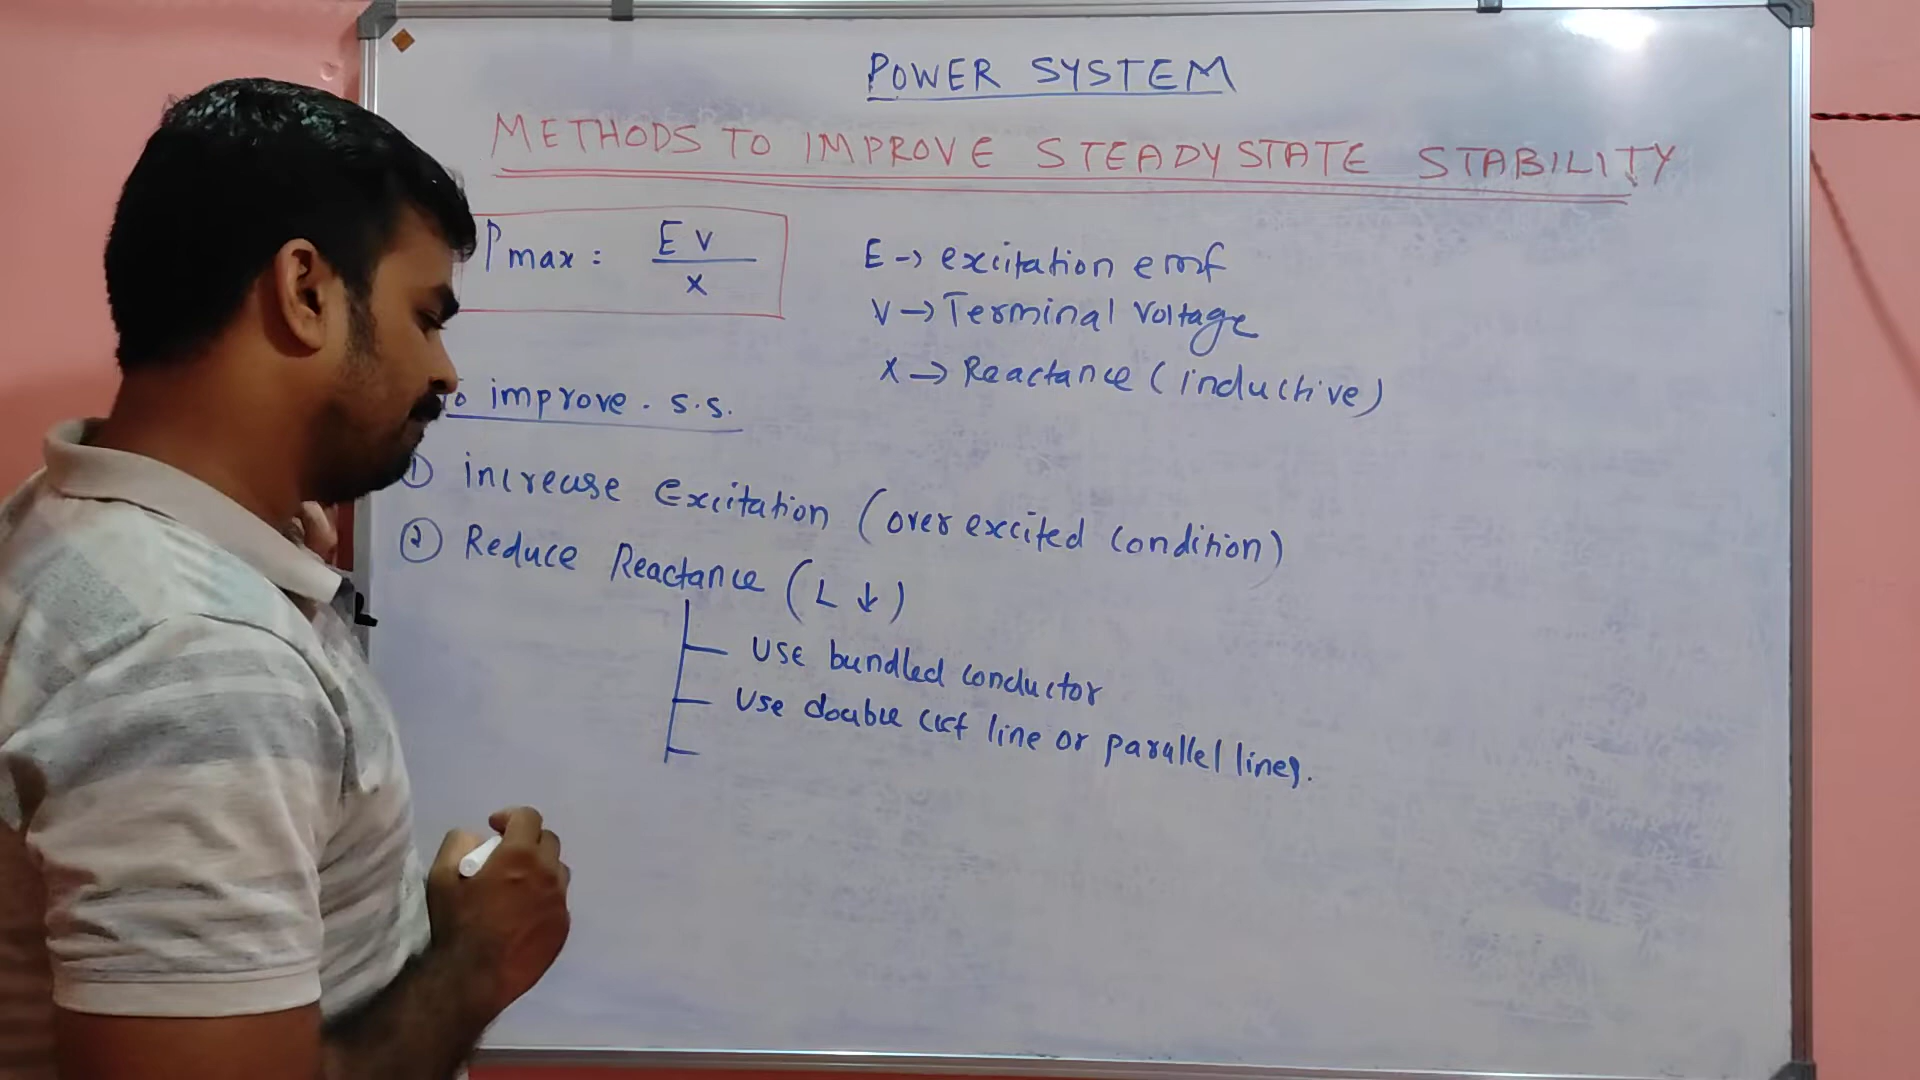 POWER SYSTEM
METHODS TO IMPROVE STEADY STATE STABILITY
Pmax = EV/X
E -> excitation emf
V -> Terminal Voltage
X -> Reactance (inductive)
To improve. S.S.
① increase Excitation (over excited Condition)
② Reduce Reactance (L ↓)
Use bundled conductor
Use double ckt line or parallel lines.